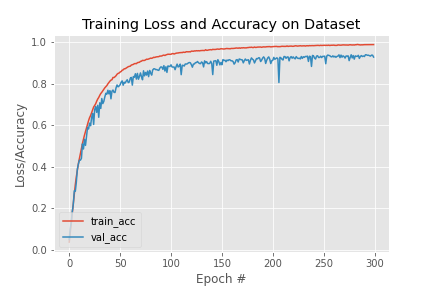 Training Loss and Accuracy on Dataset
1.0
0.8
0.6
0.4
0.2
0.0
Loss/Accuracy
train_acc
val_acc
0 50 100 150 200 250 300
Epoch #